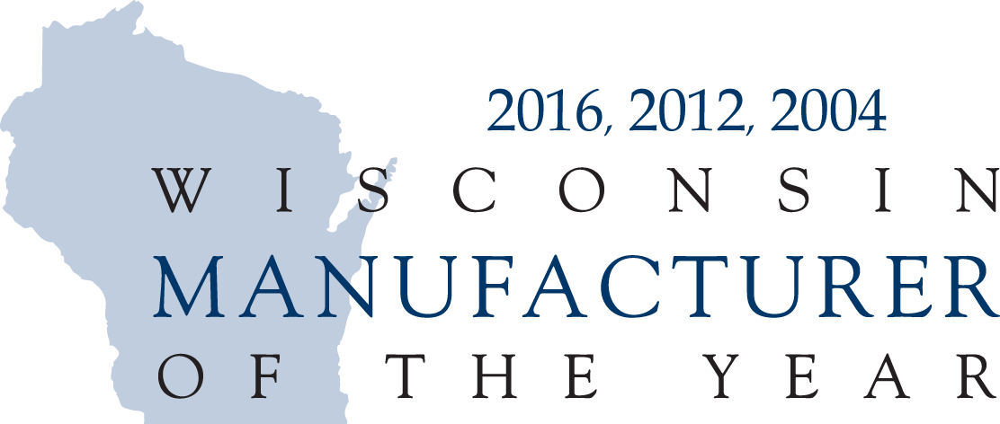 2016, 2012, 2004
WISCONSIN
MANUFACTURER
OF THE YEAR